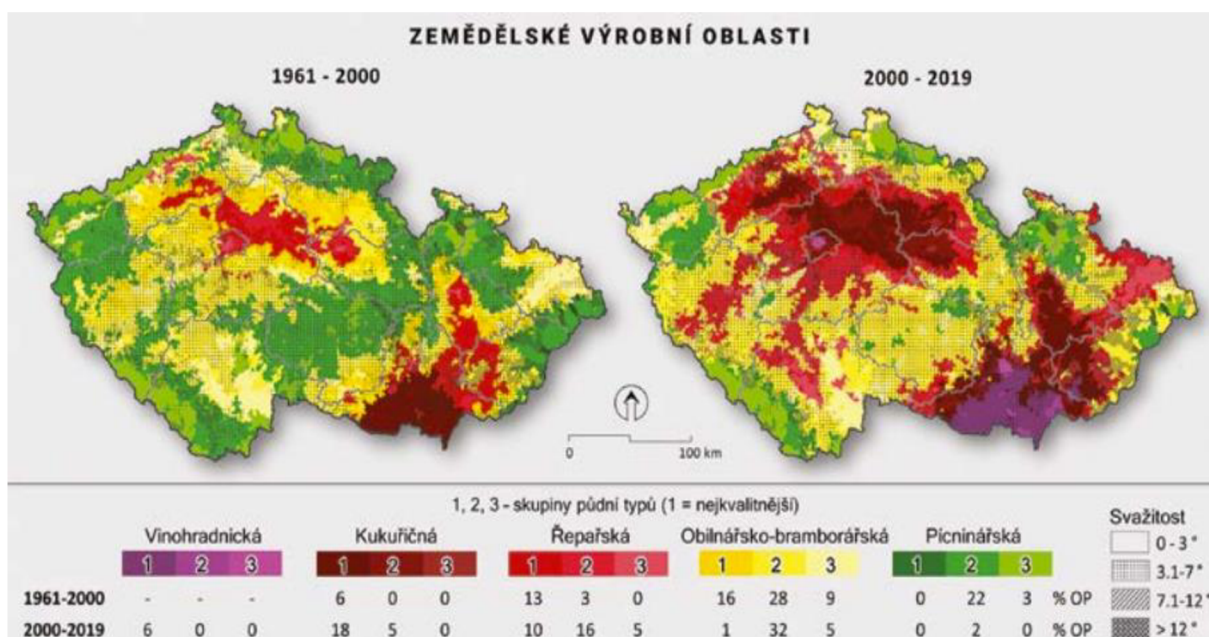 ZEMĚDĚLSKÉ VÝROBNÍ OBLASTI
1961 - 2000
2000 - 2019
0 100 km
1, 2, 3 - skupiny půdní typů (1 = nejkvalitnější)
Vinohradnická Kukuřičná Řepařská Obilnářsko-bramborářská Pícninářská
1 2 3 1 2 3 1 2 3 1 2 3 1 2 3
1961-2000 - - - 6 0 0 13 3 0 16 28 9 0 22 3 % OP
2000-2019 6 0 0 18 5 0 10 16 5 1 32 5 0 2 0 % OP
Svažitost
0 - 3 °
3.1-7 °
7.1-12 °
> 12 °